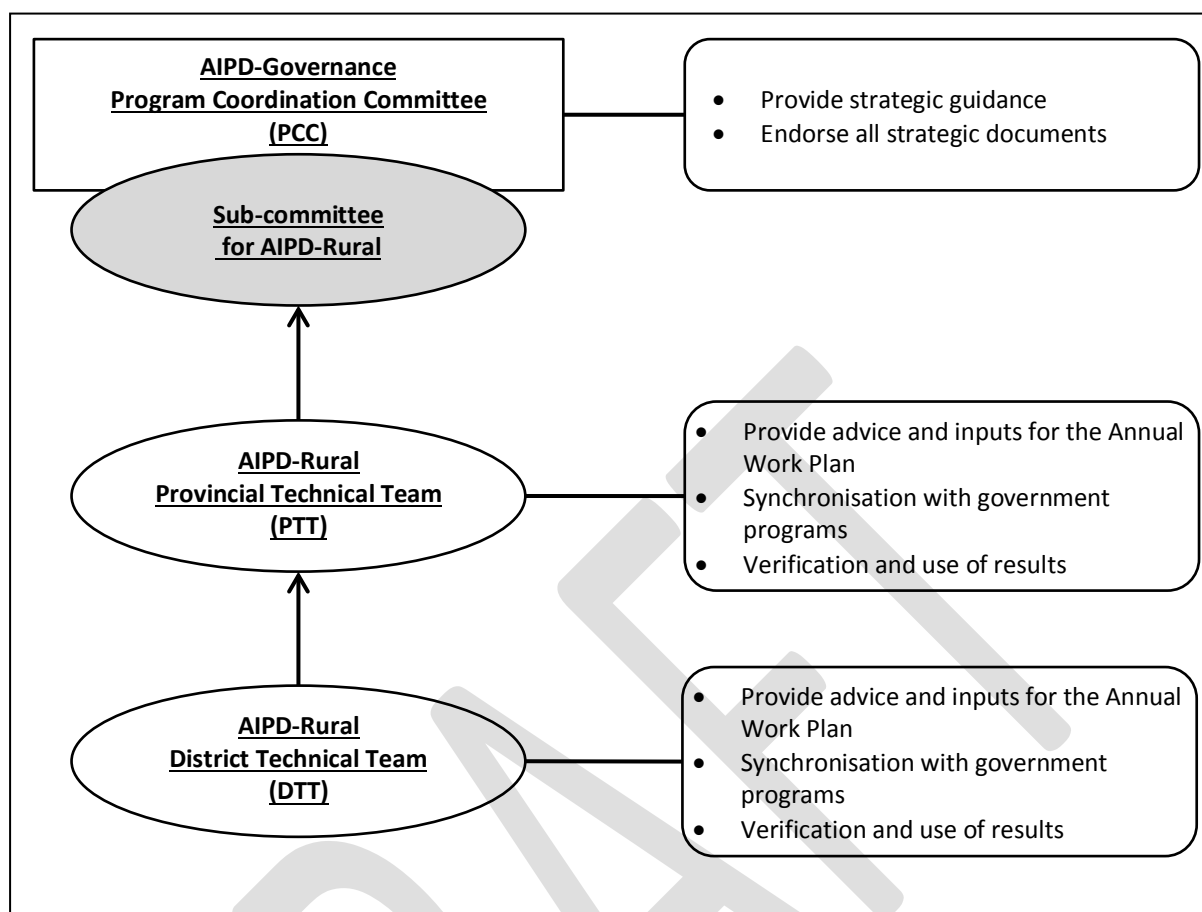 AIPD-Governance
Program Coordination Committee
(PCC)
• Provide strategic guidance
• Endorse all strategic documents
Sub-committee
for AIPD-Rural
AIPD-Rural
Provincial Technical Team
(PTT)
• Provide advice and inputs for the Annual
Work Plan
• Synchronisation with government
programs
• Verification and use of results
AIPD-Rural
District Technical Team
(DTT)
• Provide advice and inputs for the Annual
Work Plan
• Synchronisation with government
programs
• Verification and use of results
DRAFT